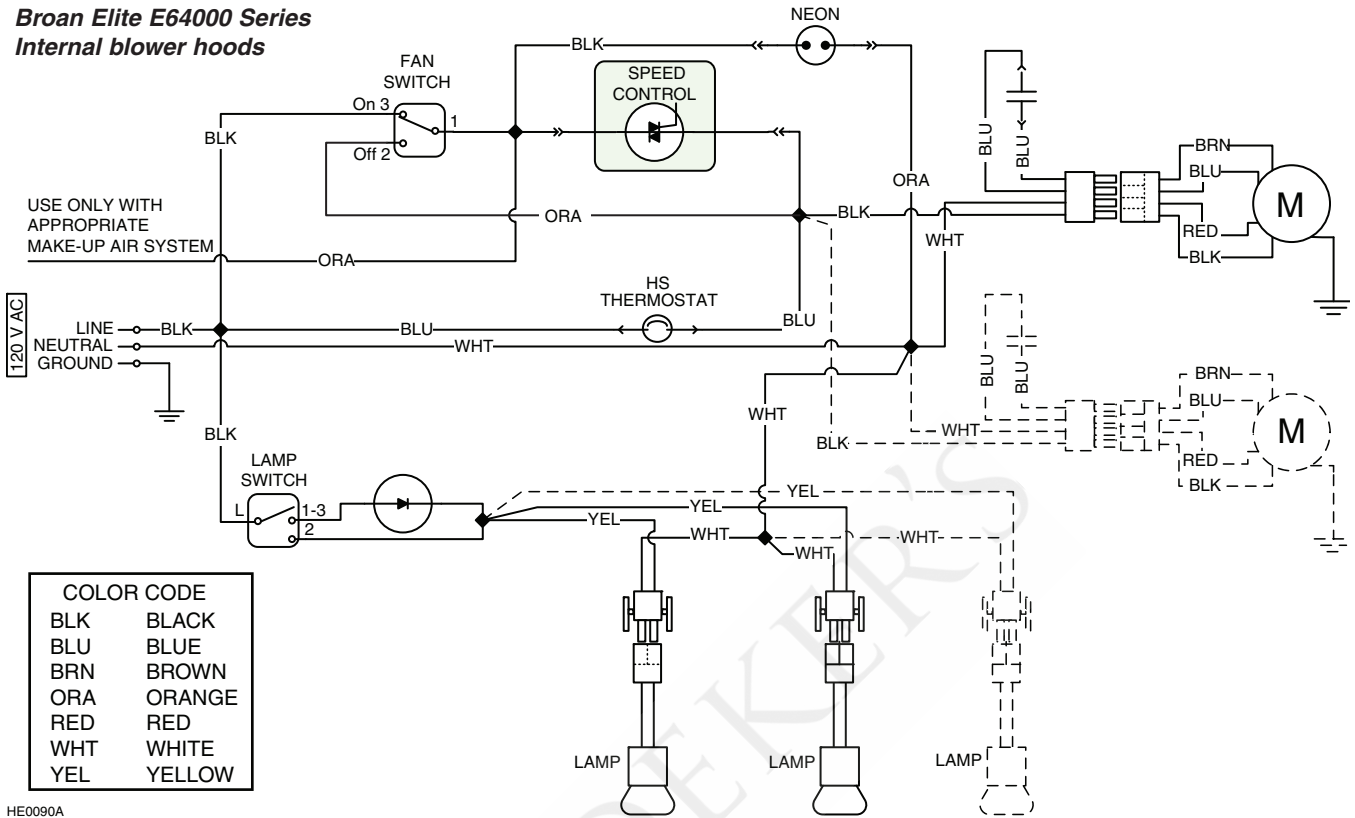 Broan Elite E64000 Series
Internal blower hoods
NEON
BLK
FAN
SWITCH
SPEED
CONTROL
On 3
1
Off 2
BLK
BLU
BLU
BRN
BLU
M
RED
BLK
ORA
USE ONLY WITH
APPROPRIATE
MAKE-UP AIR SYSTEM
ORA
BLK
WHT
ORA
HS
THERMOSTAT
BLU
120 V AC
LINE
BLK
BLU
NEUTRAL
WHT
GROUND
BLU
BLU
BRN
BLU
M
RED
BLK
WHT
WHT
BLK
BLK
LAMP
SWITCH
L
1-3
2
YEL
YEL
YEL
WHT
WHT
WHT
COLOR CODE
BLK BLACK
BLU BLUE
BRN BROWN
ORA ORANGE
RED RED
WHT WHITE
YEL YELLOW
LAMP
LAMP
LAMP
HE0090A